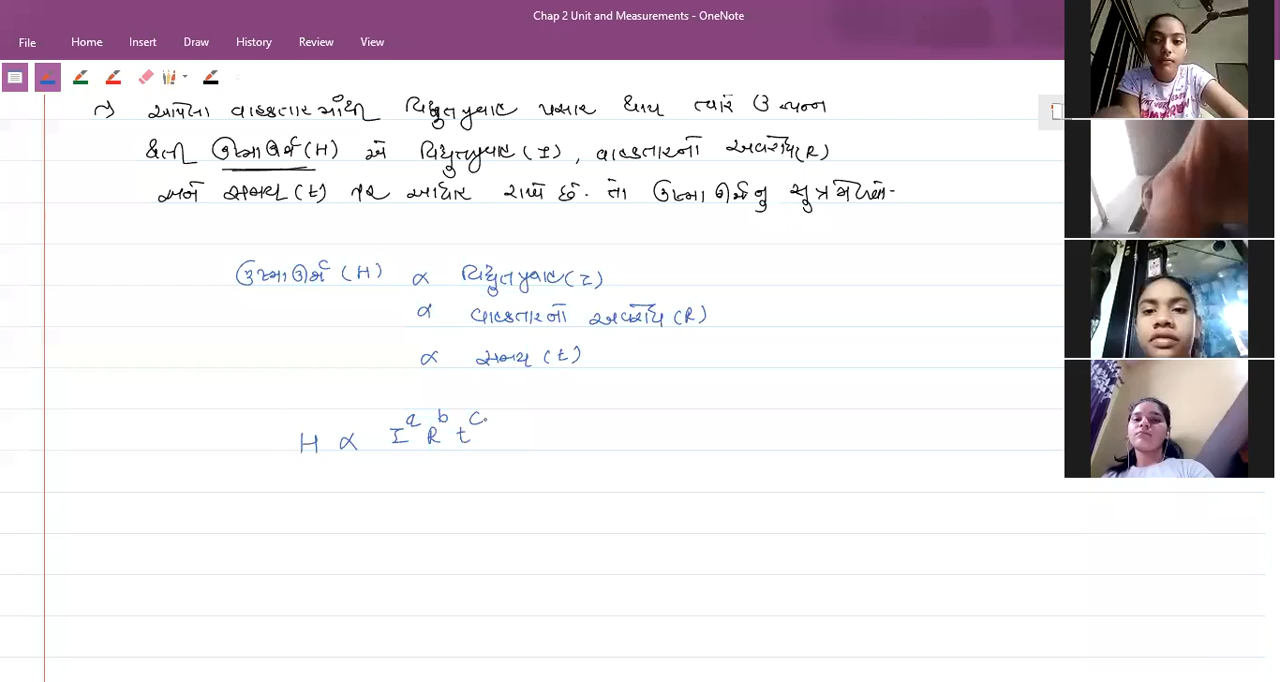 Chap 2 Unit and Measurements - OneNote
File Home Insert Draw History Review View
→ આપેલા વાહકતારમાંથી વિદ્યુતપ્રવાહ પસાર થાય ત્યારે ઉત્પન્ન
થતી ઉષ્માઊર્જા (H) એ વિદ્યુતપ્રવાહ (I), વાહકતારનો અવરોધ (R)
અને સમય (t) પર આધાર રાખે છે. તો ઉષ્મા ઊર્જાનુ સુત્ર મેળવો.
ઉષ્માઊર્જા (H) ∝ વિદ્યુતપ્રવાહ (I)
∝ વાહકતારનો અવરોધ (R)
∝ સમય (t)
H ∝ I^a R^b t^c